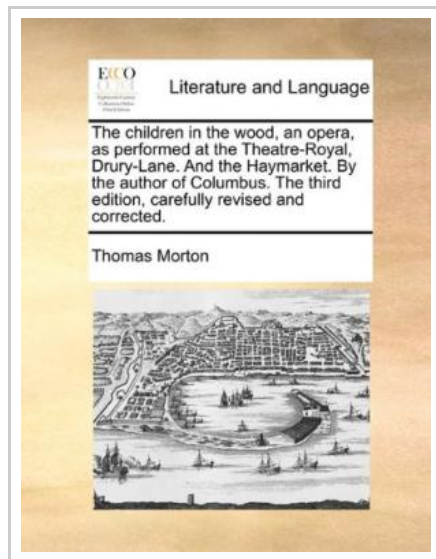 ECCO
Literature and Language
The children in the wood, an opera,
as performed at the Theatre-Royal,
Drury-Lane. And the Haymarket. By
the author of Columbus. The third
edition, carefully revised and
corrected.
Thomas Morton